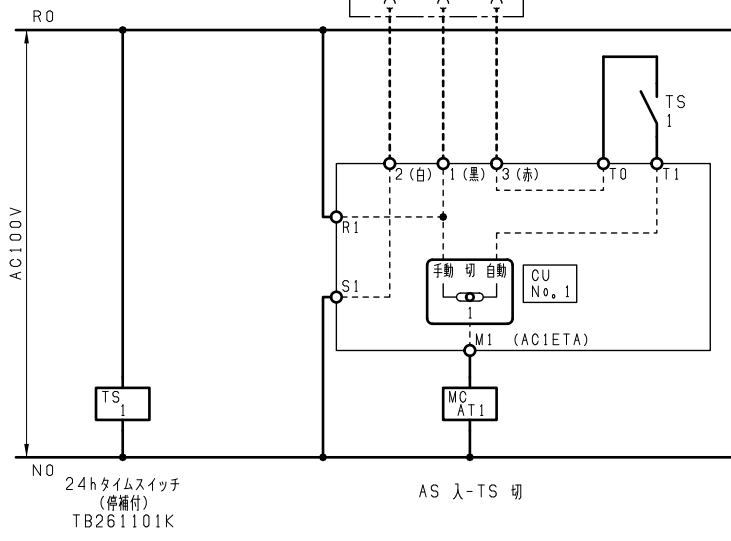 R0
TS
1
2(白)
1(黒)
3(赤)
T0
T1
R1
AC100V
手動 切 自動
CU
No。1
S1
1
M1 (AC1ETA)
TS
1
MC
AT1
N0
24hタイムスイッチ
(停補付)
TB261101K
AS 入-TS 切